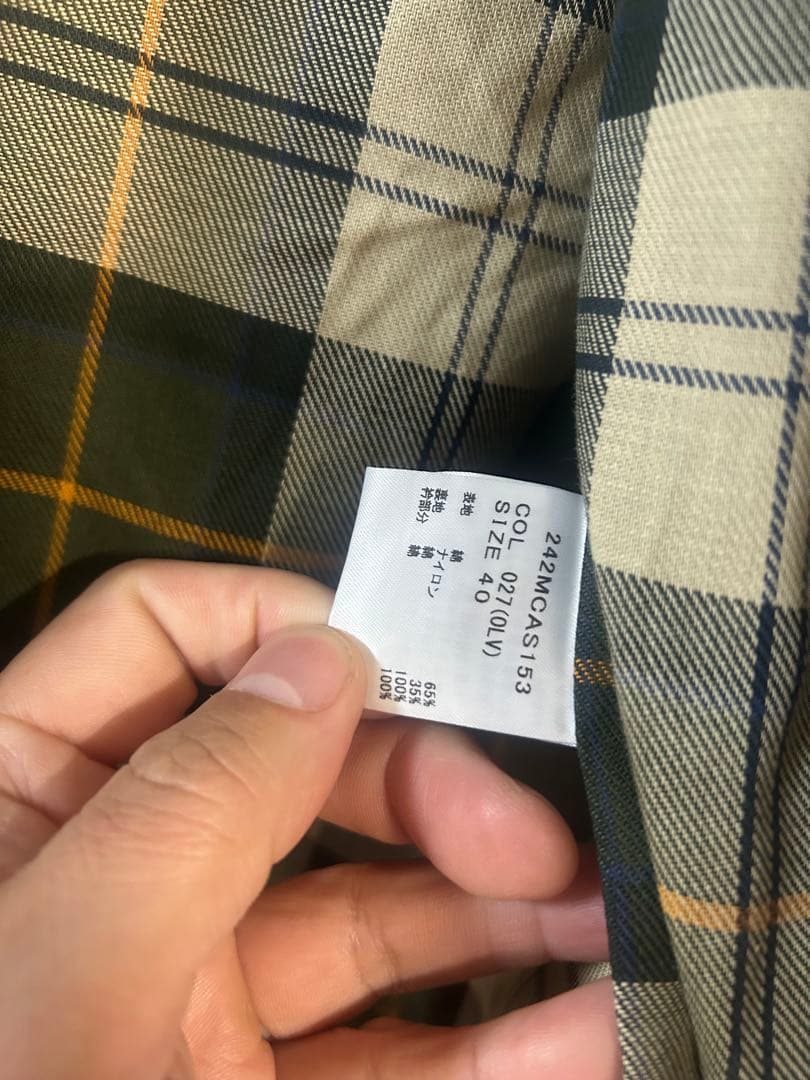 242MCAS153
COL 027(OLV)
SIZE 40
表地 綿 65%
ナイロン 35%
裏地 綿 100%
衿部分 綿 100%